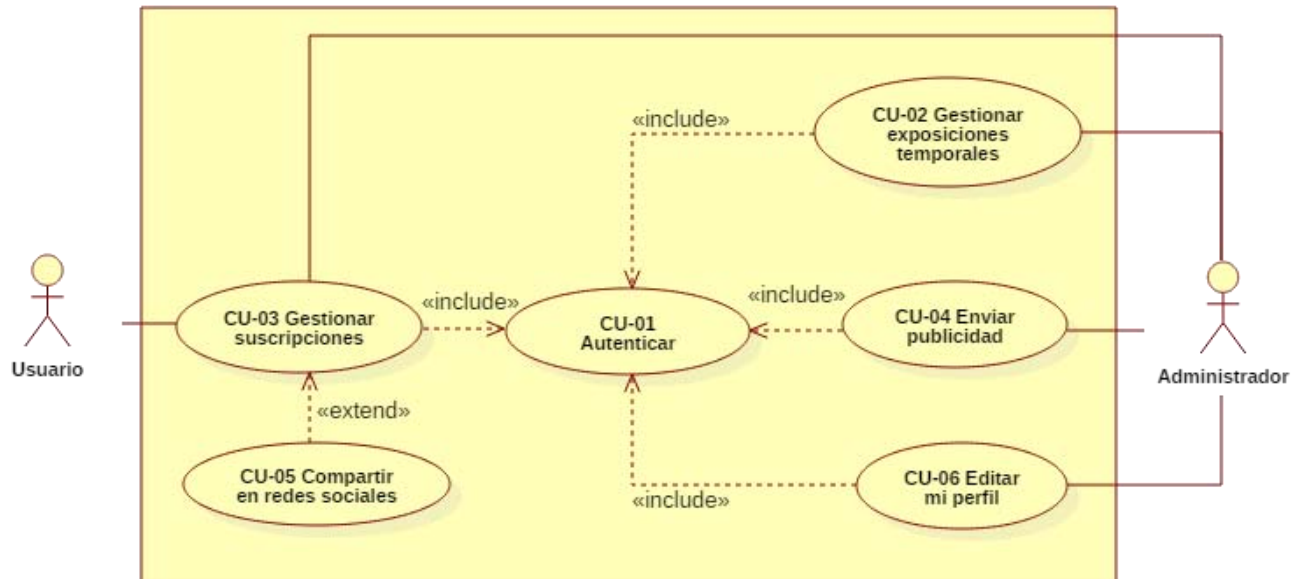 CU-02 Gestionar
exposiciones
temporales
«include»
«include»
«include»
CU-03 Gestionar
suscripciones
CU-01
Autenticar
CU-04 Enviar
publicidad
Usuario
Administrador
«extend»
CU-05 Compartir
en redes sociales
CU-06 Editar
mi perfil
«include»